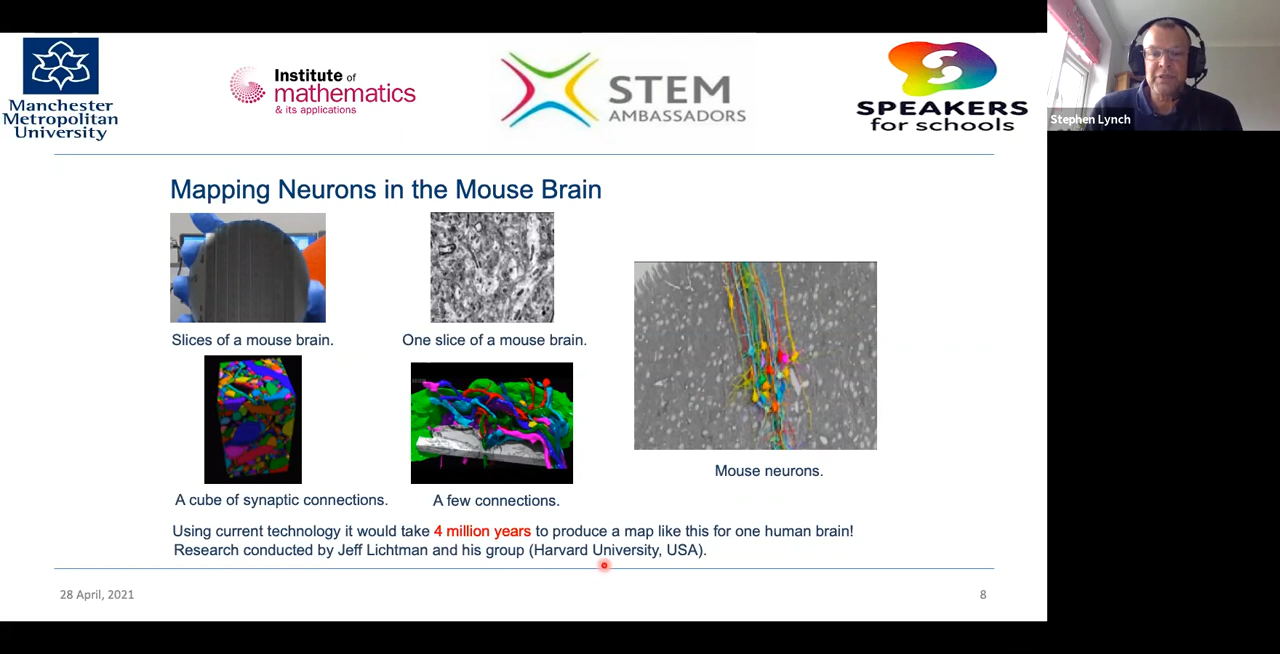 Manchester
Metropolitan
University
Institute of
mathematics
& its applications
STEM
AMBASSADORS
SPEAKERS
for schools
Stephen Lynch
Mapping Neurons in the Mouse Brain
Slices of a mouse brain.
One slice of a mouse brain.
A cube of synaptic connections.
A few connections.
Mouse neurons.
Using current technology it would take 4 million years to produce a map like this for one human brain!
Research conducted by Jeff Lichtman and his group (Harvard University, USA).
28 April, 2021
8